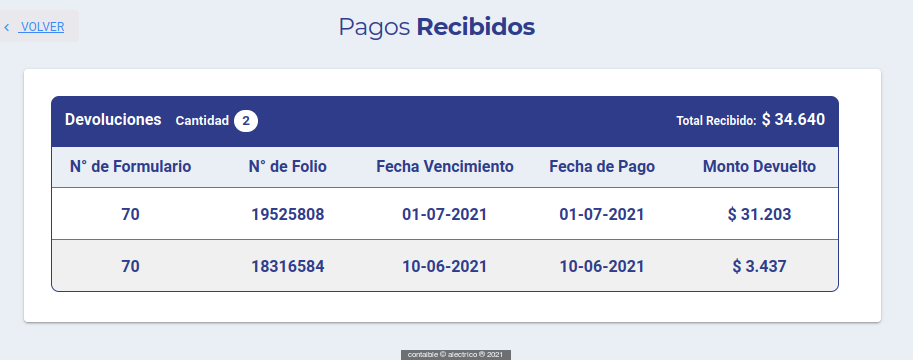 ‹ VOLVER
Pagos Recibidos
Devoluciones Cantidad 2 Total Recibido: $ 34.640
N° de Formulario N° de Folio Fecha Vencimiento Fecha de Pago Monto Devuelto
70 19525808 01-07-2021 01-07-2021 $ 31.203
70 18316584 10-06-2021 10-06-2021 $ 3.437
contaible © alectrico ® 2021